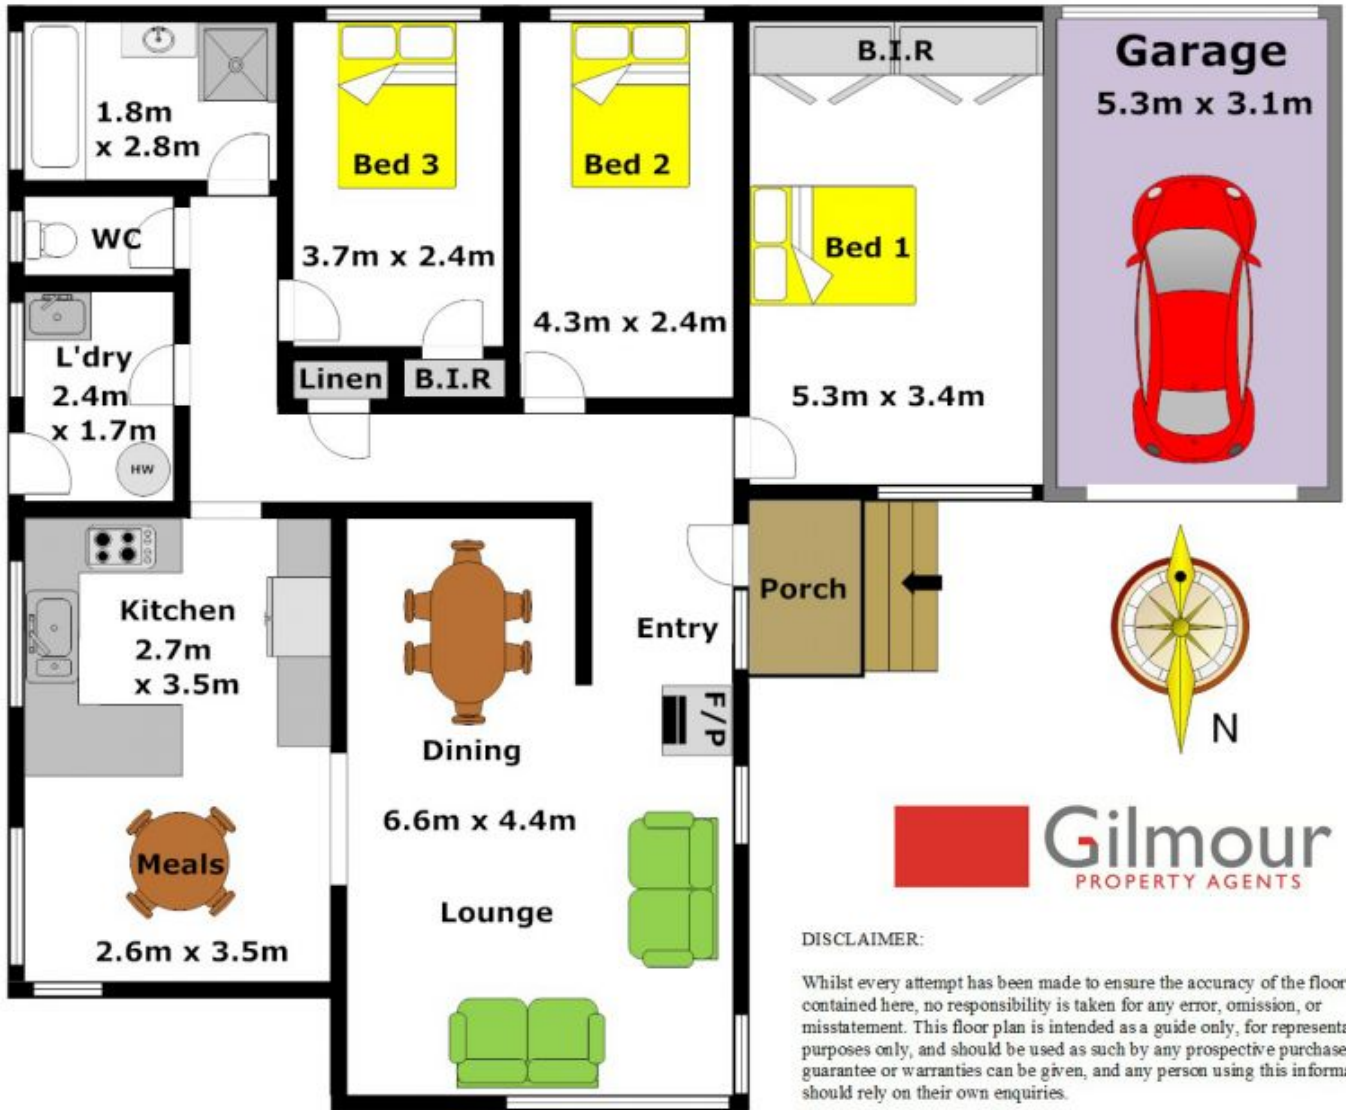 1.8m
x 2.8m
Bed 3
3.7m x 2.4m
Bed 2
4.3m x 2.4m
B.I.R
Bed 1
5.3m x 3.4m
Garage
5.3m x 3.1m
WC
L'dry
2.4m
x 1.7m
HW
Linen
B.I.R
Kitchen
2.7m
x 3.5m
Meals
2.6m x 3.5m
Dining
6.6m x 4.4m
Lounge
Entry
F/P
Porch
N
Gilmour
PROPERTY AGENTS
DISCLAIMER:
Whilst every attempt has been made to ensure the accuracy of the floor
contained here, no responsibility is taken for any error, omission, or
misstatement. This floor plan is intended as a guide only, for representa
purposes only, and should be used as such by any prospective purchase
guarantee or warranties can be given, and any person using this informa
should rely on their own enquiries.